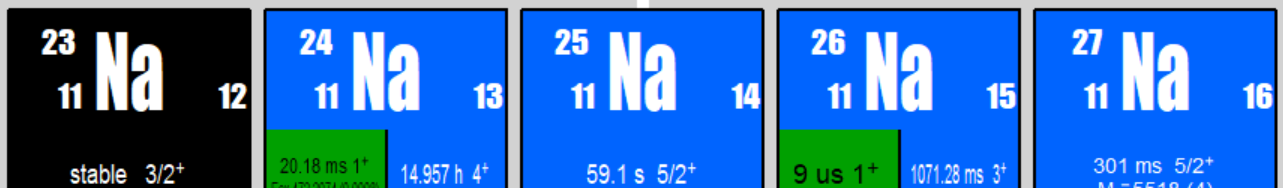 23 Na 11 12
stable 3/2+
24 Na 11 13
20.18 ms 1+
14.957 h 4+
25 Na 11 14
59.1 s 5/2+
26 Na 11 15
9 us 1+
1071.28 ms 3+
27 Na 11 16
301 ms 5/2+